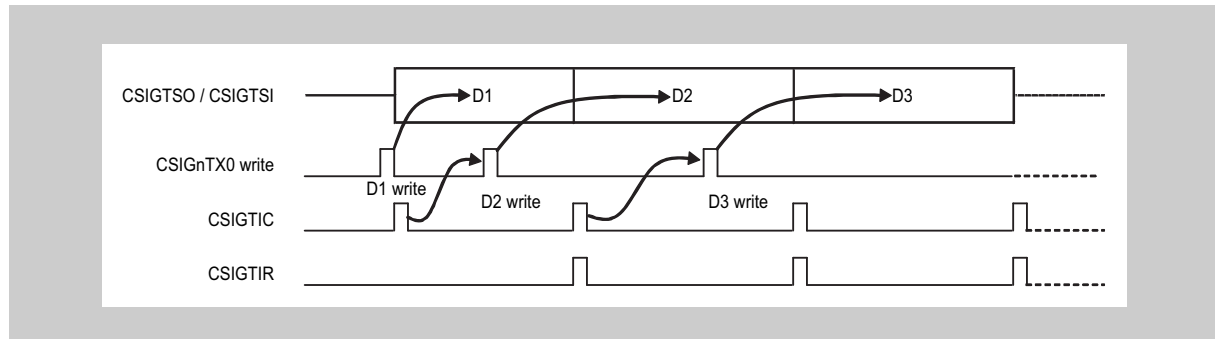 CSIGTSO / CSIGTSI
D1
D2
D3
CSIGnTX0 write
D1 write
D2 write
D3 write
CSIGTIC
CSIGTIR